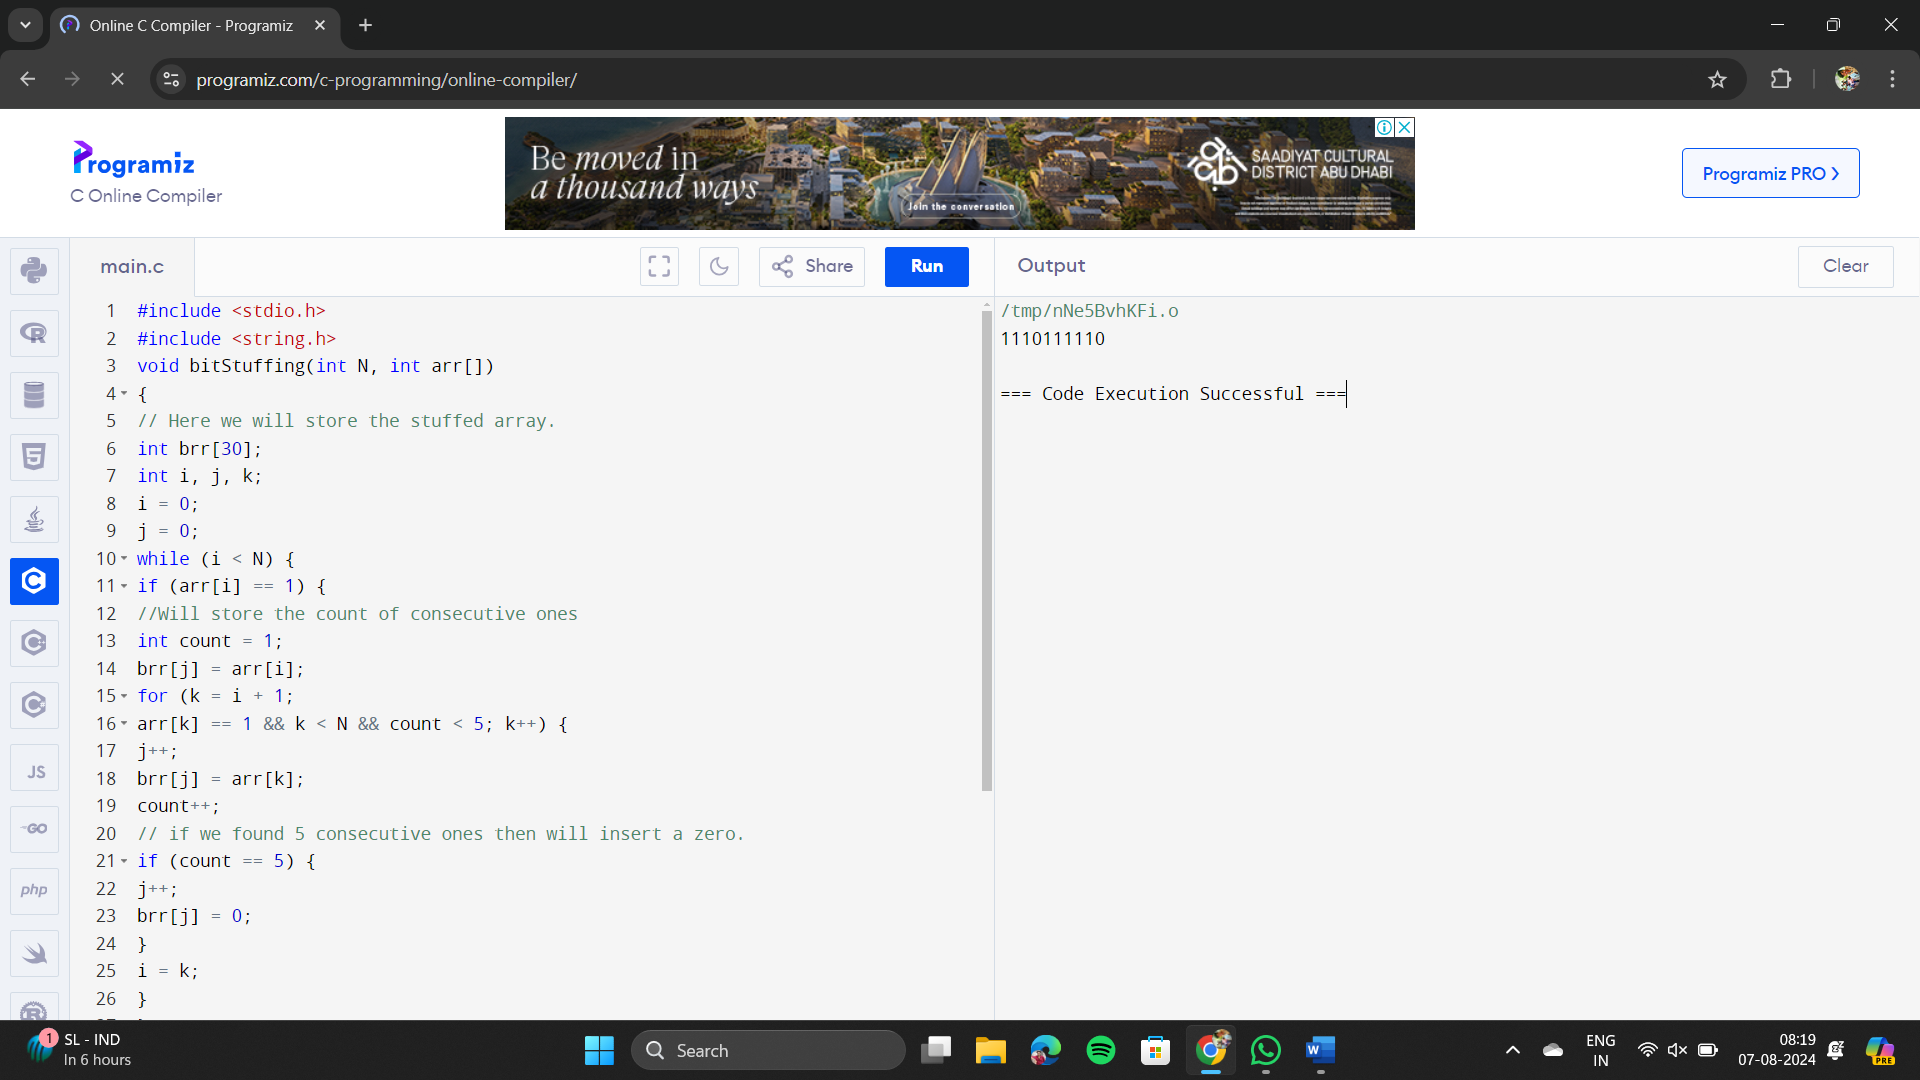 Online C Compiler - Programiz
programiz.com/c-programming/online-compiler/
Programiz
C Online Compiler
Be moved in
a thousand ways
Join the conversation
SAADIYAT CULTURAL
DISTRICT ABU DHABI
Programiz PRO
main.c
Share
Run
Output
Clear
1 #include <stdio.h>
2 #include <string.h>
3 void bitStuffing(int N, int arr[])
4 {
5 // Here we will store the stuffed array.
6 int brr[30];
7 int i, j, k;
8 i = 0;
9 j = 0;
10 while (i < N) {
11 if (arr[i] == 1) {
12 //Will store the count of consecutive ones
13 int count = 1;
14 brr[j] = arr[i];
15 for (k = i + 1;
16 arr[k] == 1 && k < N && count < 5; k++) {
17 j++;
18 brr[j] = arr[k];
19 count++;
20 // if we found 5 consecutive ones then will insert a zero.
21 if (count == 5) {
22 j++;
23 brr[j] = 0;
24 }
25 i = k;
26 }
/tmp/nNe5BvhKFi.o
1110111110
=== Code Execution Successful ===
R
5
C
JS
GO
php
1
SL - IND
In 6 hours
Search
W
ENG
IN
08:19
07-08-2024
PRE